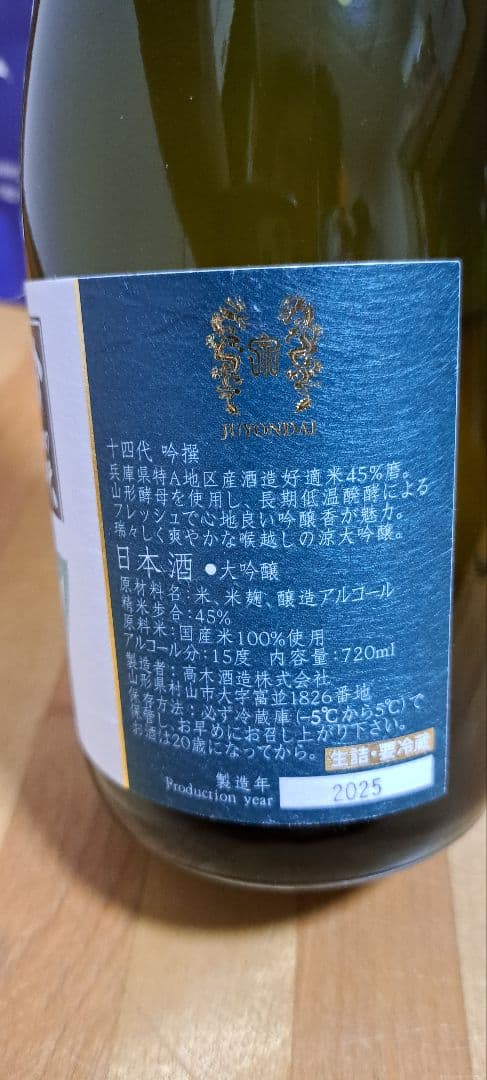 JUYONDAI
十四代 吟撰
兵庫県特A地区産酒造好適米45%磨。
山形酵母を使用し、長期低温醗酵による
フレッシュで心地良い吟醸香が魅力。
瑞々しく爽やかな喉越しの涼大吟醸。
日本酒 ●大吟醸
原材料名：米、米麹、醸造アルコール
精米歩合：45%
原料米：国産米100%使用
アルコール分：15度 内容量：720ml
製造者：高木酒造株式会社
山形県村山市大字富並1826番地
保存方法：必ず冷蔵庫(-5℃から5℃)で
保管し、お早めにお召し上がり下さい。
お酒は20歳になってから。 生詰・要冷蔵
製造年
Production year 2025